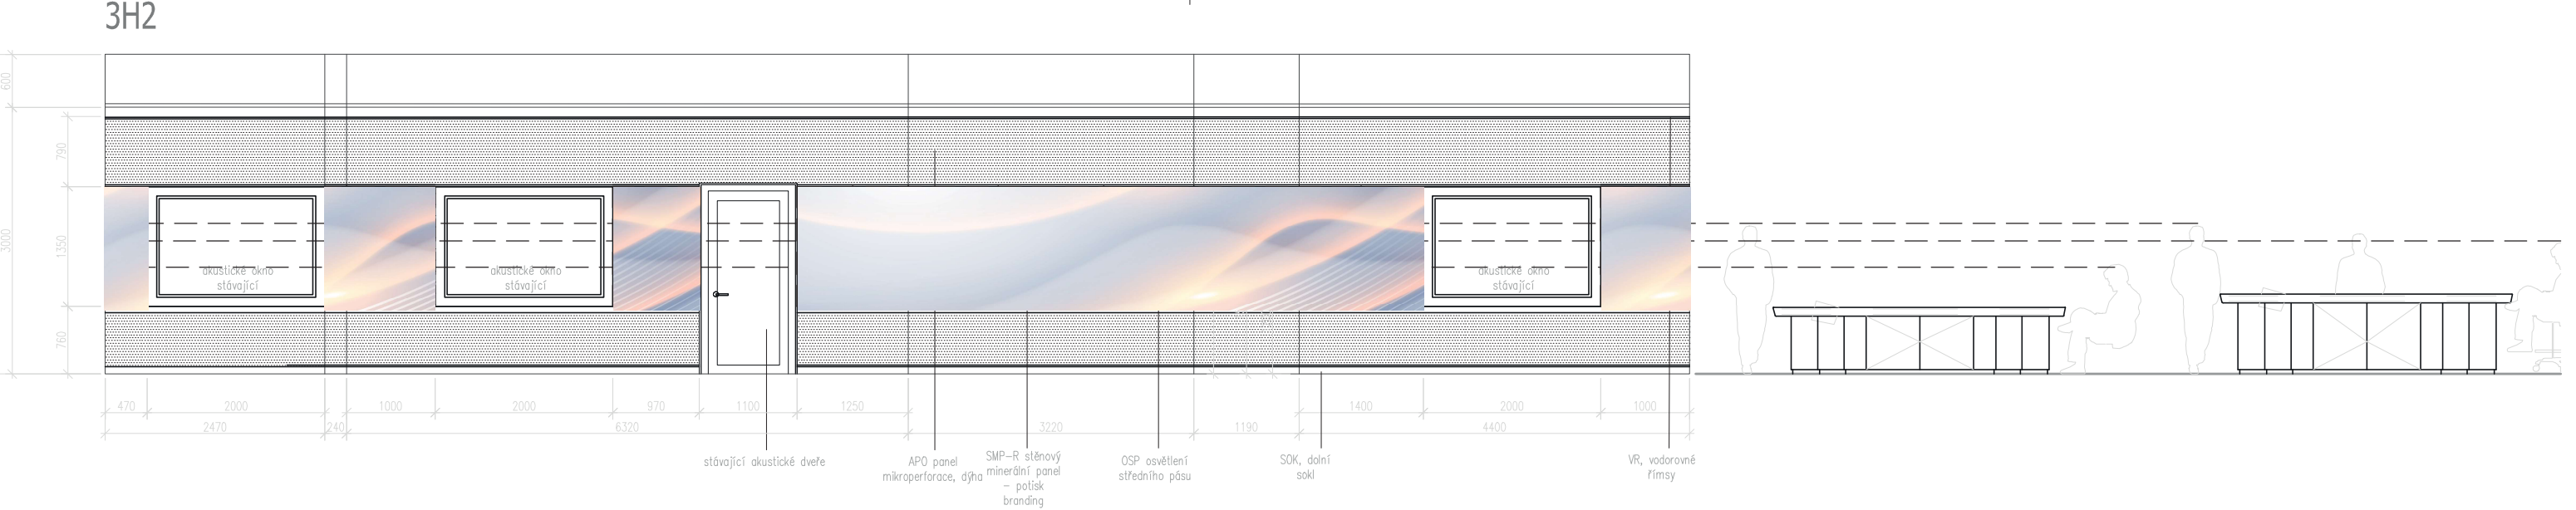 3H2
600
790
3000
1350
760
akustické okno
stávající
akustické okno
stávající
akustické okno
stávající
470
2000
1000
2000
970
1100
1250
1400
2000
1000
2470
240
6320
3220
1190
4400
stávající akustické dveře
APO panel
mikroperforace, dýha
SMP-R stěnový
minerální panel
- potisk
branding
OSP osvětlení
středního pásu
SOK, dolní
sokl
VR, vodorovné
římsy